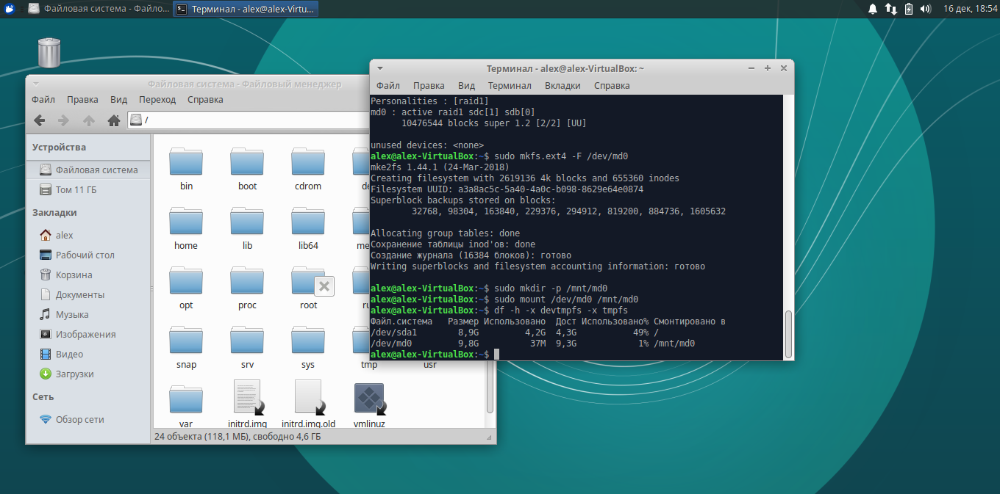 Файловая система - Файло...
Терминал - alex@alex-Virtu...
16 дек, 18:54
Файловая система - Файловый менеджер
Файл Правка Вид Переход Справка
/
Устройства
Файловая система
Том 11 ГБ
Закладки
alex
Рабочий стол
Корзина
Документы
Музыка
Изображения
Видео
Загрузки
Сеть
Обзор сети
bin boot cdrom
home lib lib64
opt proc root
snap srv sys tmp usr
var initrd.img initrd.img.old vmlinuz
24 объекта (118,1 МБ), свободно 4,6 ГБ
Терминал - alex@alex-VirtualBox: ~
Файл Правка Вид Терминал Вкладки Справка
Personalities : [raid1]
md0 : active raid1 sdc[1] sdb[0]
10476544 blocks super 1.2 [2/2] [UU]
unused devices: <none>
alex@alex-VirtualBox:~$ sudo mkfs.ext4 -F /dev/md0
mke2fs 1.44.1 (24-Mar-2018)
Creating filesystem with 2619136 4k blocks and 655360 inodes
Filesystem UUID: a3a8ac5c-5a40-4a0c-b098-8629e64e0874
Superblock backups stored on blocks:
32768, 98304, 163840, 229376, 294912, 819200, 884736, 1605632
Allocating group tables: done
Сохранение таблицы inod'ов: done
Создание журнала (16384 блоков): готово
Writing superblocks and filesystem accounting information: готово
alex@alex-VirtualBox:~$ sudo mkdir -p /mnt/md0
alex@alex-VirtualBox:~$ sudo mount /dev/md0 /mnt/md0
alex@alex-VirtualBox:~$ df -h -x devtmpfs -x tmpfs
Файл.система Размер Использовано Дост Использовано% Cмонтировано в
/dev/sda1 8,9G 4,2G 4,3G 49% /
/dev/md0 9,8G 37M 9,3G 1% /mnt/md0
alex@alex-VirtualBox:~$